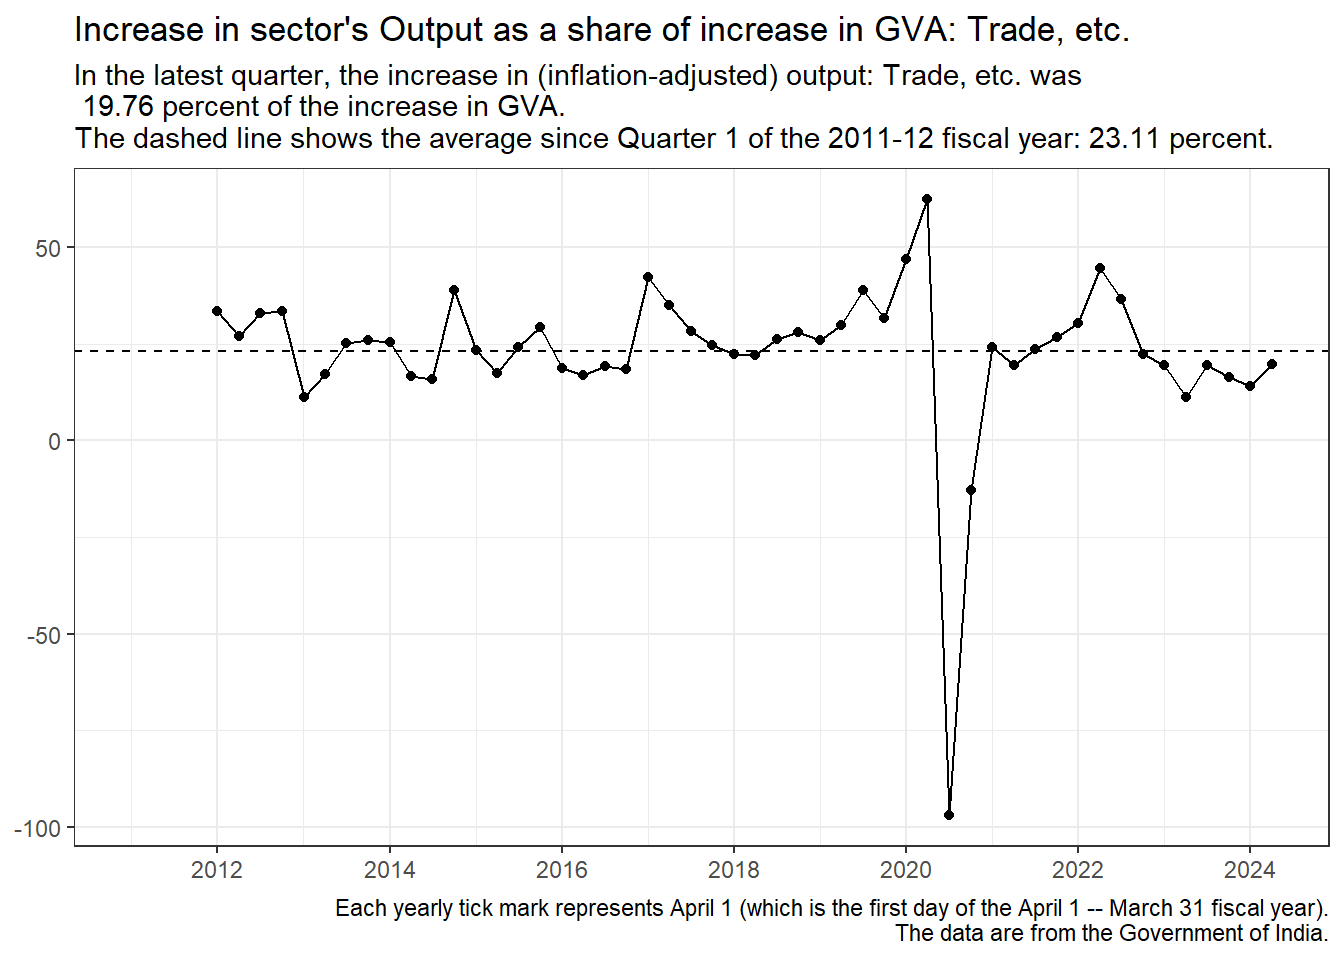 Increase in sector's Output as a share of increase in GVA: Trade, etc.
In the latest quarter, the increase in (inflation-adjusted) output: Trade, etc. was
19.76 percent of the increase in GVA.
The dashed line shows the average since Quarter 1 of the 2011-12 fiscal year: 23.11 percent.
50
0
-50
-100
2012 2014 2016 2018 2020 2022 2024
Each yearly tick mark represents April 1 (which is the first day of the April 1 -- March 31 fiscal year).
The data are from the Government of India.